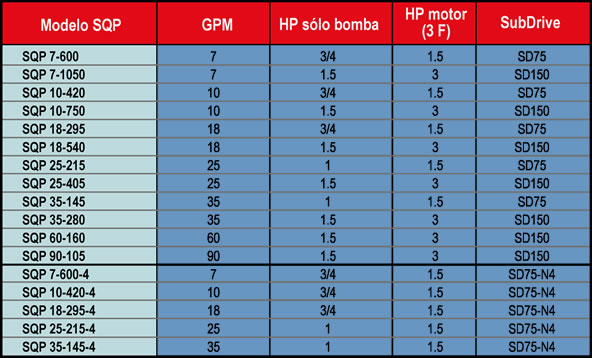 Modelo SQP GPM HP sólo bomba HP motor (3 F) SubDrive
SQP 7-600 7 3/4 1.5 SD75
SQP 7-1050 7 1.5 3 SD150
SQP 10-420 10 3/4 1.5 SD75
SQP 10-750 10 1.5 3 SD150
SQP 18-295 18 3/4 1.5 SD75
SQP 18-540 18 1.5 3 SD150
SQP 25-215 25 1 1.5 SD75
SQP 25-405 25 1.5 3 SD150
SQP 35-145 35 1 1.5 SD75
SQP 35-280 35 1.5 3 SD150
SQP 60-160 60 1.5 3 SD150
SQP 90-105 90 1.5 3 SD150
SQP 7-600-4 7 3/4 1.5 SD75-N4
SQP 10-420-4 10 3/4 1.5 SD75-N4
SQP 18-295-4 18 3/4 1.5 SD75-N4
SQP 25-215-4 25 1 1.5 SD75-N4
SQP 35-145-4 35 1 1.5 SD75-N4